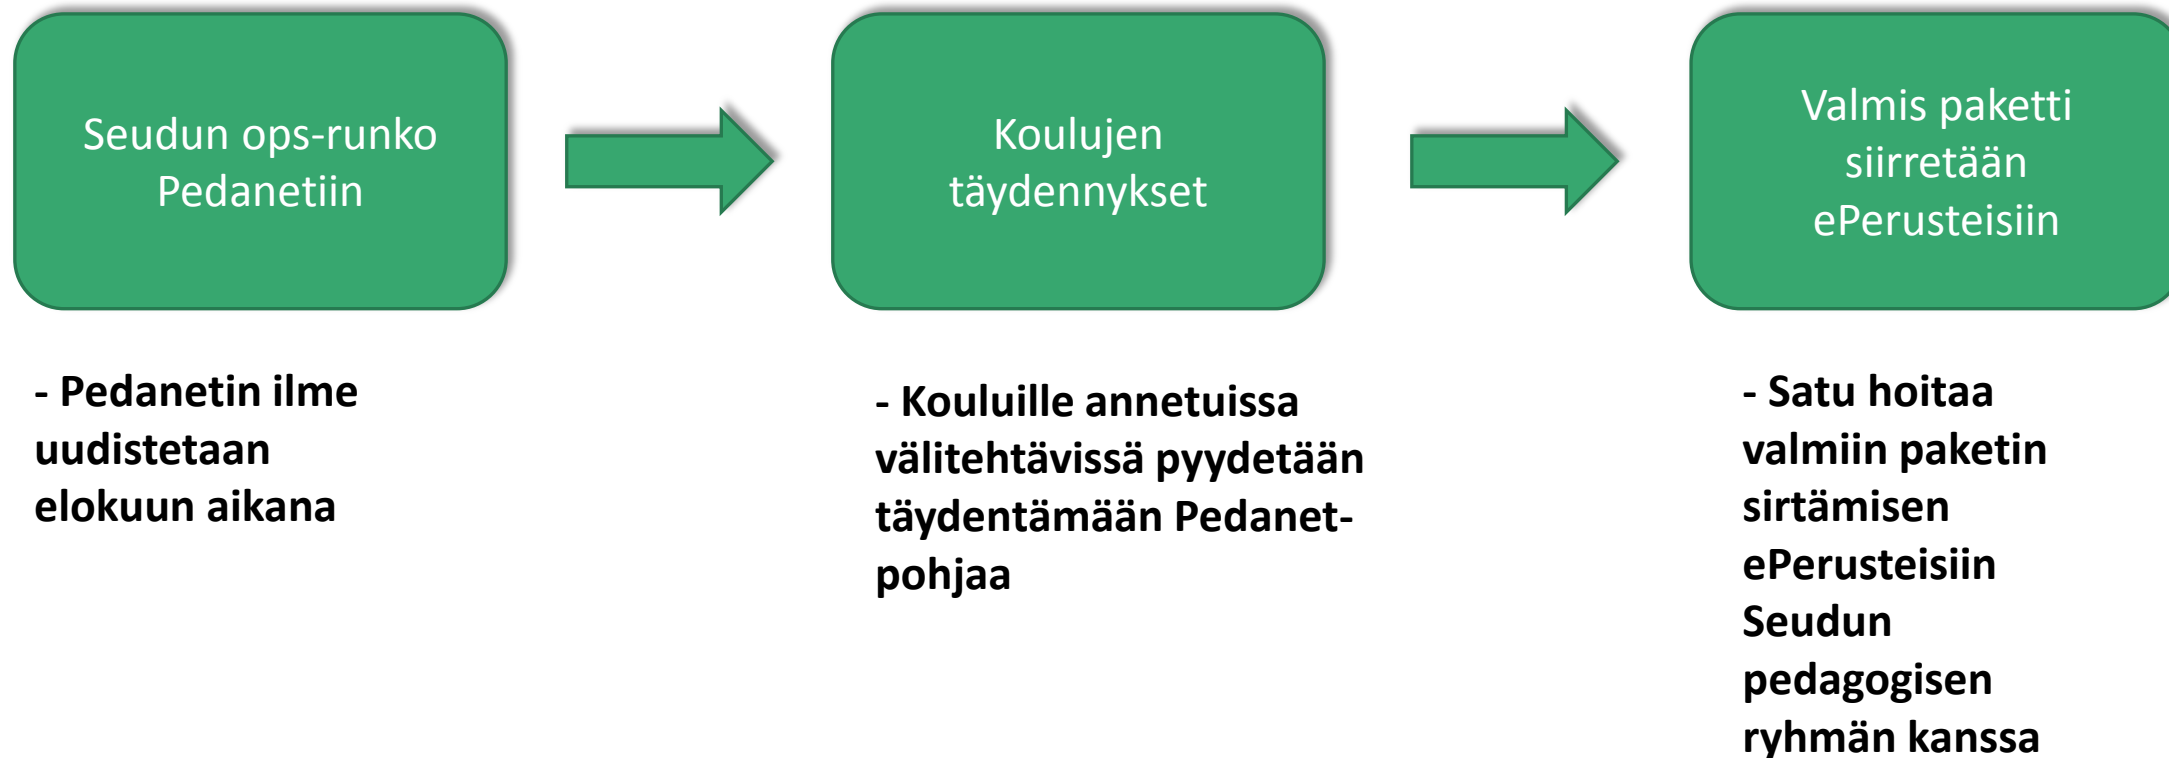 Seudun ops-runko
Pedanetiin
Koulujen
täydennykset
Valmis paketti
siirretään
ePerusteisiin
- Pedanetin ilme
uudistetaan
elokuun aikana
- Kouluille annetuissa
välitehtävissä pyydetään
täydentämään Pedanet-
pohjaa
- Satu hoitaa
valmiin paketin
sirtämisen
ePerusteisiin
Seudun
pedagogisen
ryhmän kanssa